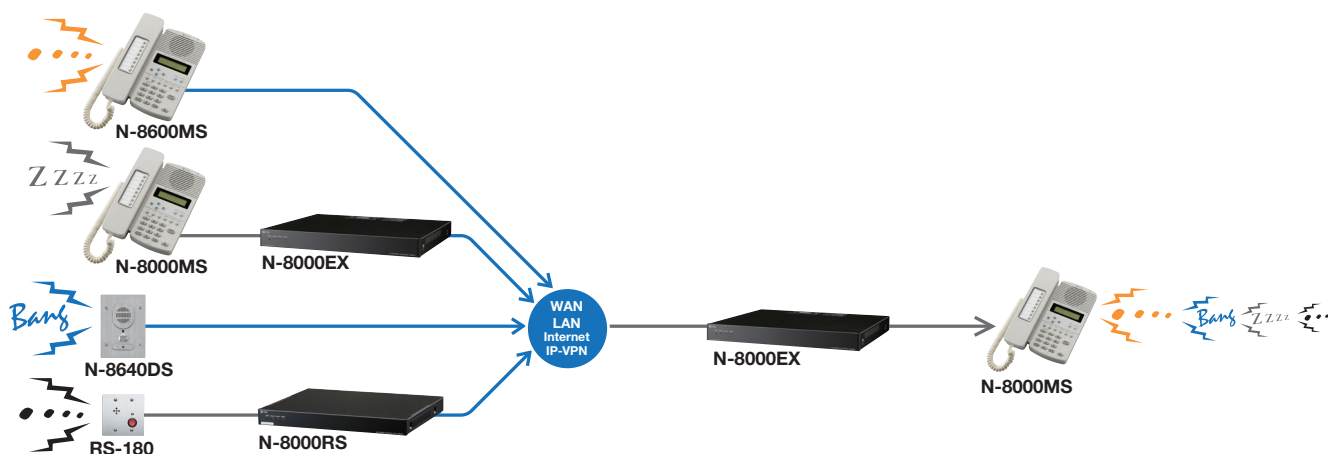 N-8600MS
Zzzz
N-8000MS
N-8000EX
Bang
N-8640DS
RS-180
N-8000RS
WAN
LAN
Internet
IP-VPN
N-8000EX
Bang Zzzz
N-8000MS